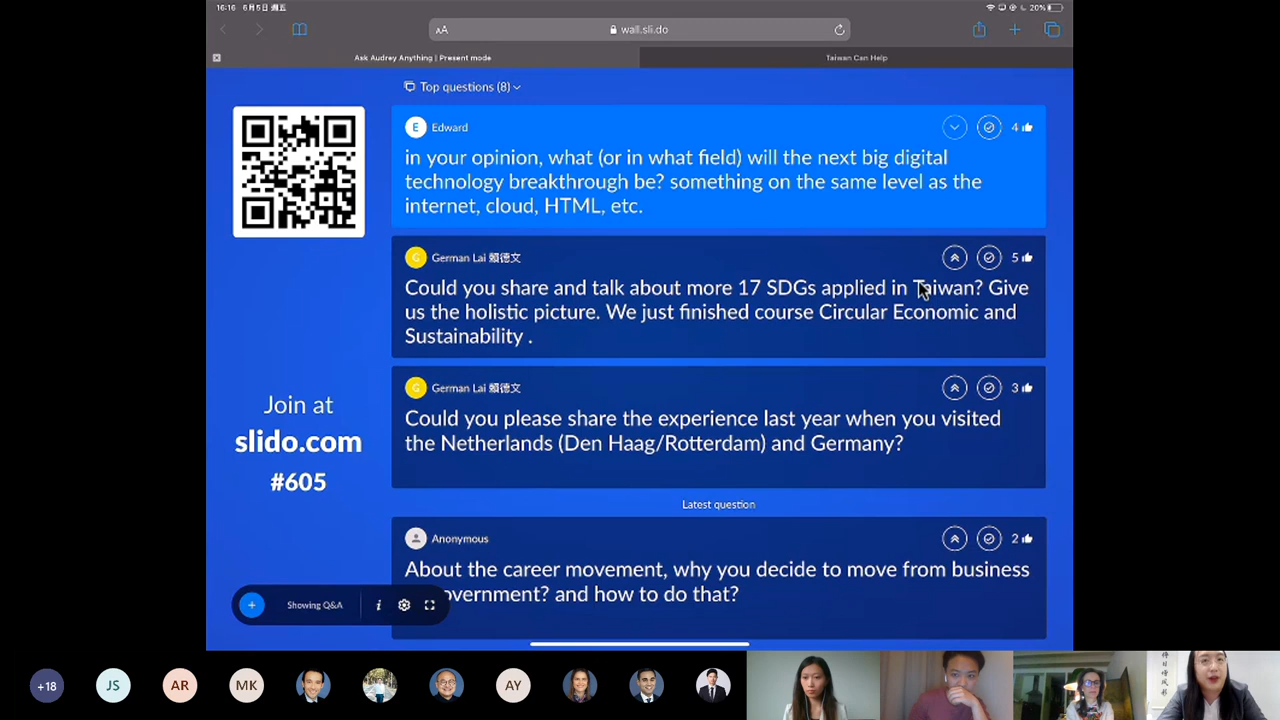 16:16 6月5日 週五
20%
AA
wall.sli.do
Ask Audrey Anything | Present mode
Taiwan Can Help
Top questions (8)
E Edward
4
in your opinion, what (or in what field) will the next big digital
technology breakthrough be? something on the same level as the
internet, cloud, HTML, etc.
G German Lai 賴德文
5
Could you share and talk about more 17 SDGs applied in Taiwan? Give
us the holistic picture. We just finished course Circular Economic and
Sustainability .
G German Lai 賴德文
3
Could you please share the experience last year when you visited
the Netherlands (Den Haag/Rotterdam) and Germany?
Latest question
Anonymous
2
About the career movement, why you decide to move from business
overnment? and how to do that?
Join at
slido.com
#605
Showing Q&A
i
+18
JS
AR
MK
AY